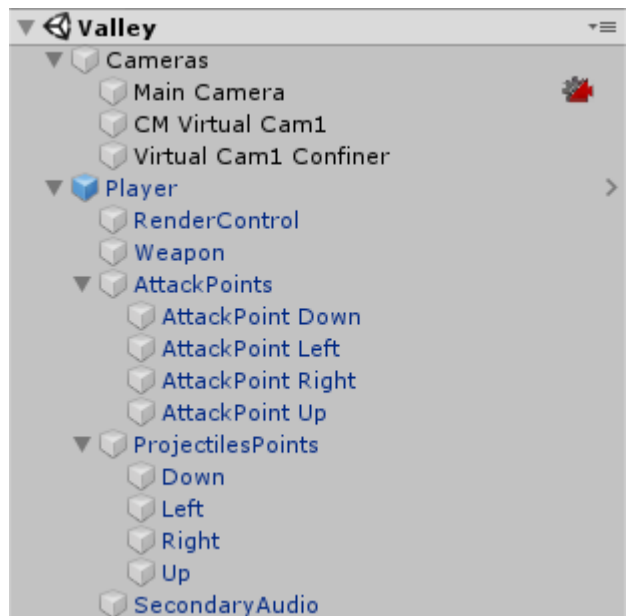 Valley
Cameras
Main Camera
CM Virtual Cam1
Virtual Cam1 Confiner
Player
RenderControl
Weapon
AttackPoints
AttackPoint Down
AttackPoint Left
AttackPoint Right
AttackPoint Up
ProjectilesPoints
Down
Left
Right
Up
SecondaryAudio